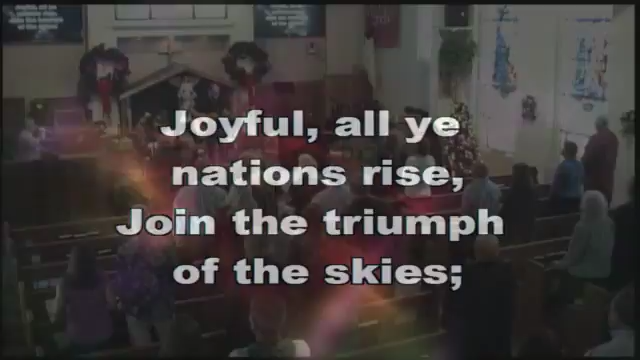 Joyful, all ye
nations rise,
Join the triumph
of the skies;